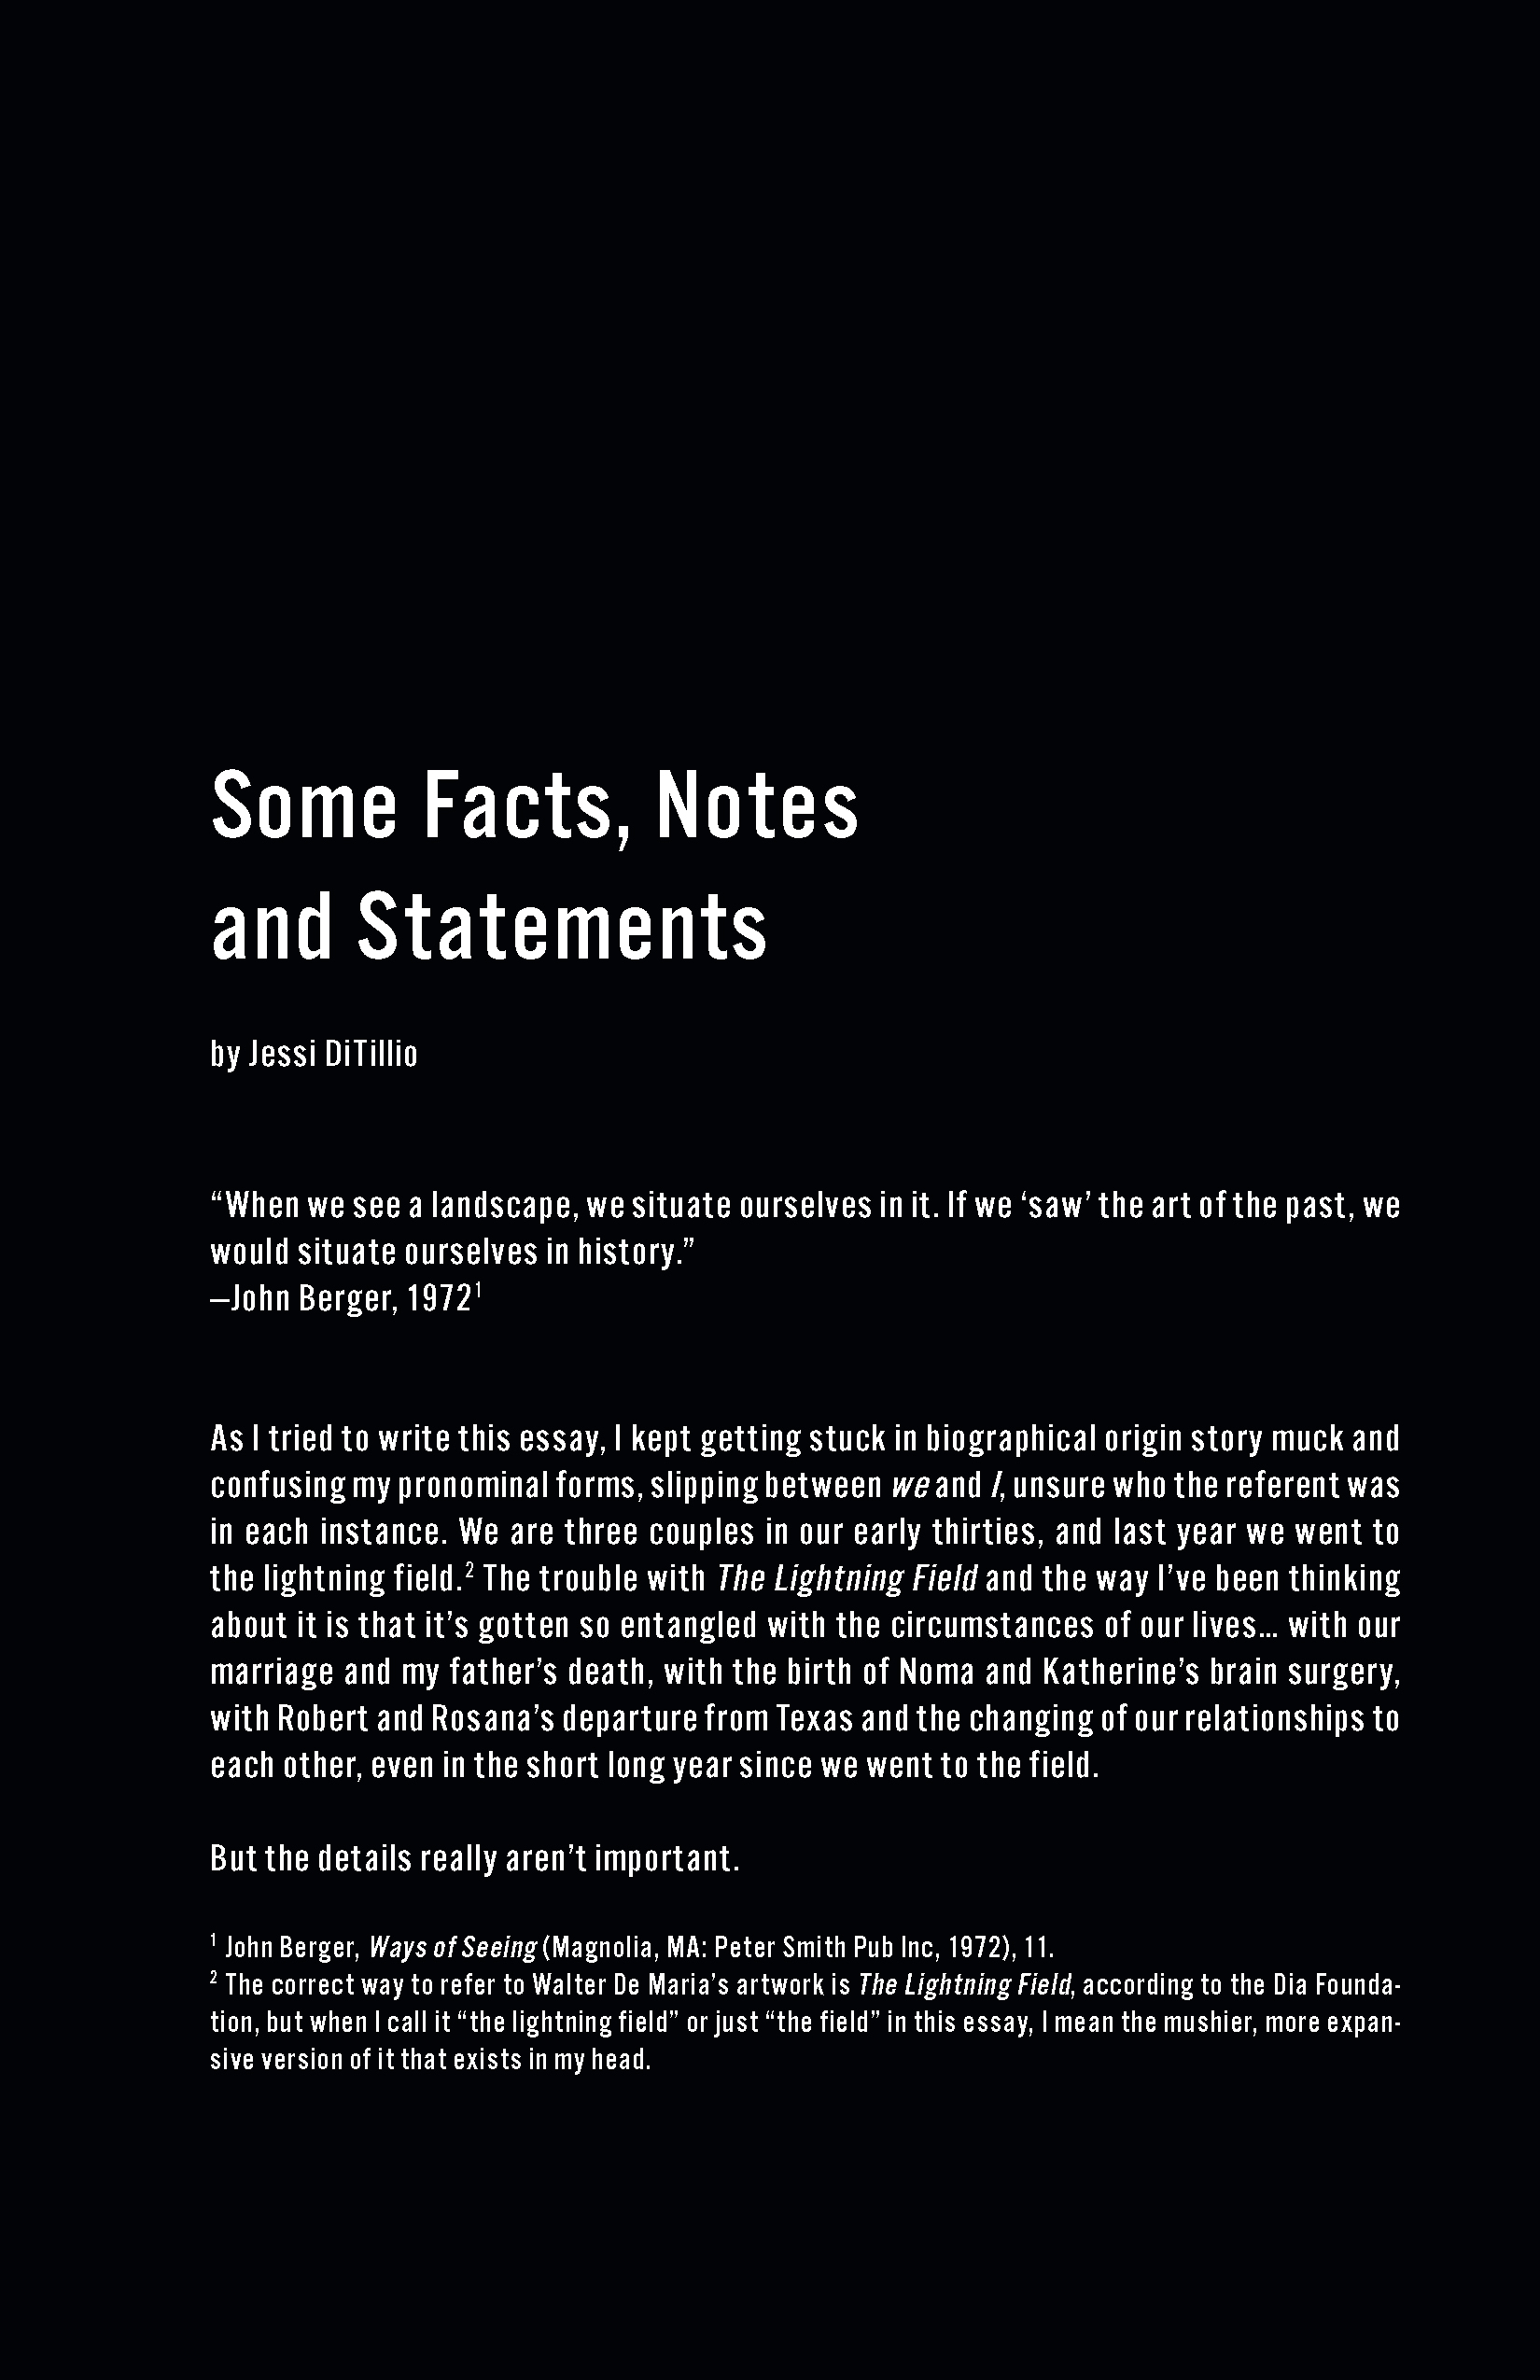 Some Facts, Notes
and Statements
by Jessi DiTillio
“When we see a landscape, we situate ourselves in it. If we ‘saw’ the art of the past, we
would situate ourselves in history.”
—John Berger, 1972¹
As I tried to write this essay, I kept getting stuck in biographical origin story muck and
confusing my pronominal forms, slipping between we and I, unsure who the referent was
in each instance. We are three couples in our early thirties, and last year we went to
the lightning field.² The trouble with The Lightning Field and the way I’ve been thinking
about it is that it’s gotten so entangled with the circumstances of our lives… with our
marriage and my father’s death, with the birth of Noma and Katherine’s brain surgery,
with Robert and Rosana’s departure from Texas and the changing of our relationships to
each other, even in the short long year since we went to the field.
But the details really aren’t important.
¹ John Berger, Ways of Seeing (Magnolia, MA: Peter Smith Pub Inc, 1972), 11.
² The correct way to refer to Walter De Maria’s artwork is The Lightning Field, according to the Dia Founda-
tion, but when I call it “the lightning field” or just “the field” in this essay, I mean the mushier, more expan-
sive version of it that exists in my head.